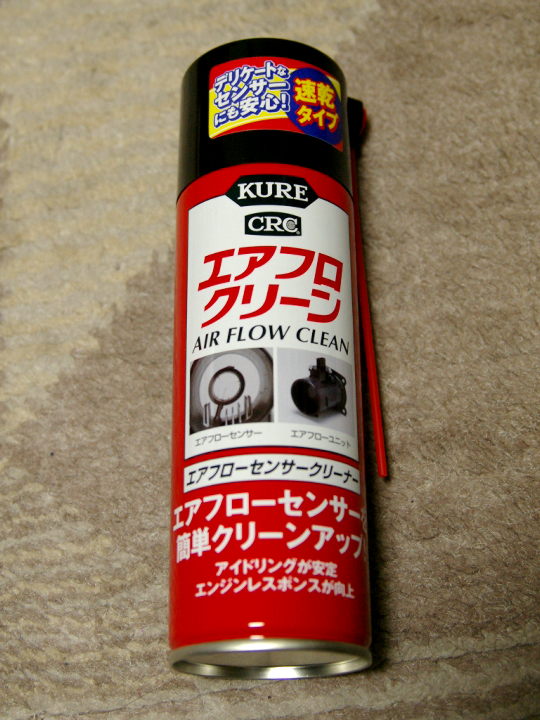 デリケートな
センサー
にも安心!
速乾
タイプ
KURE
CRC
エアフロ
クリーン
AIR FLOW CLEAN
エアフローセンサー
エアフローユニット
エアフローセンサークリーナー
エアフローセンサーを
簡単クリーンアップ
アイドリングが安定
エンジンレスポンスが向上